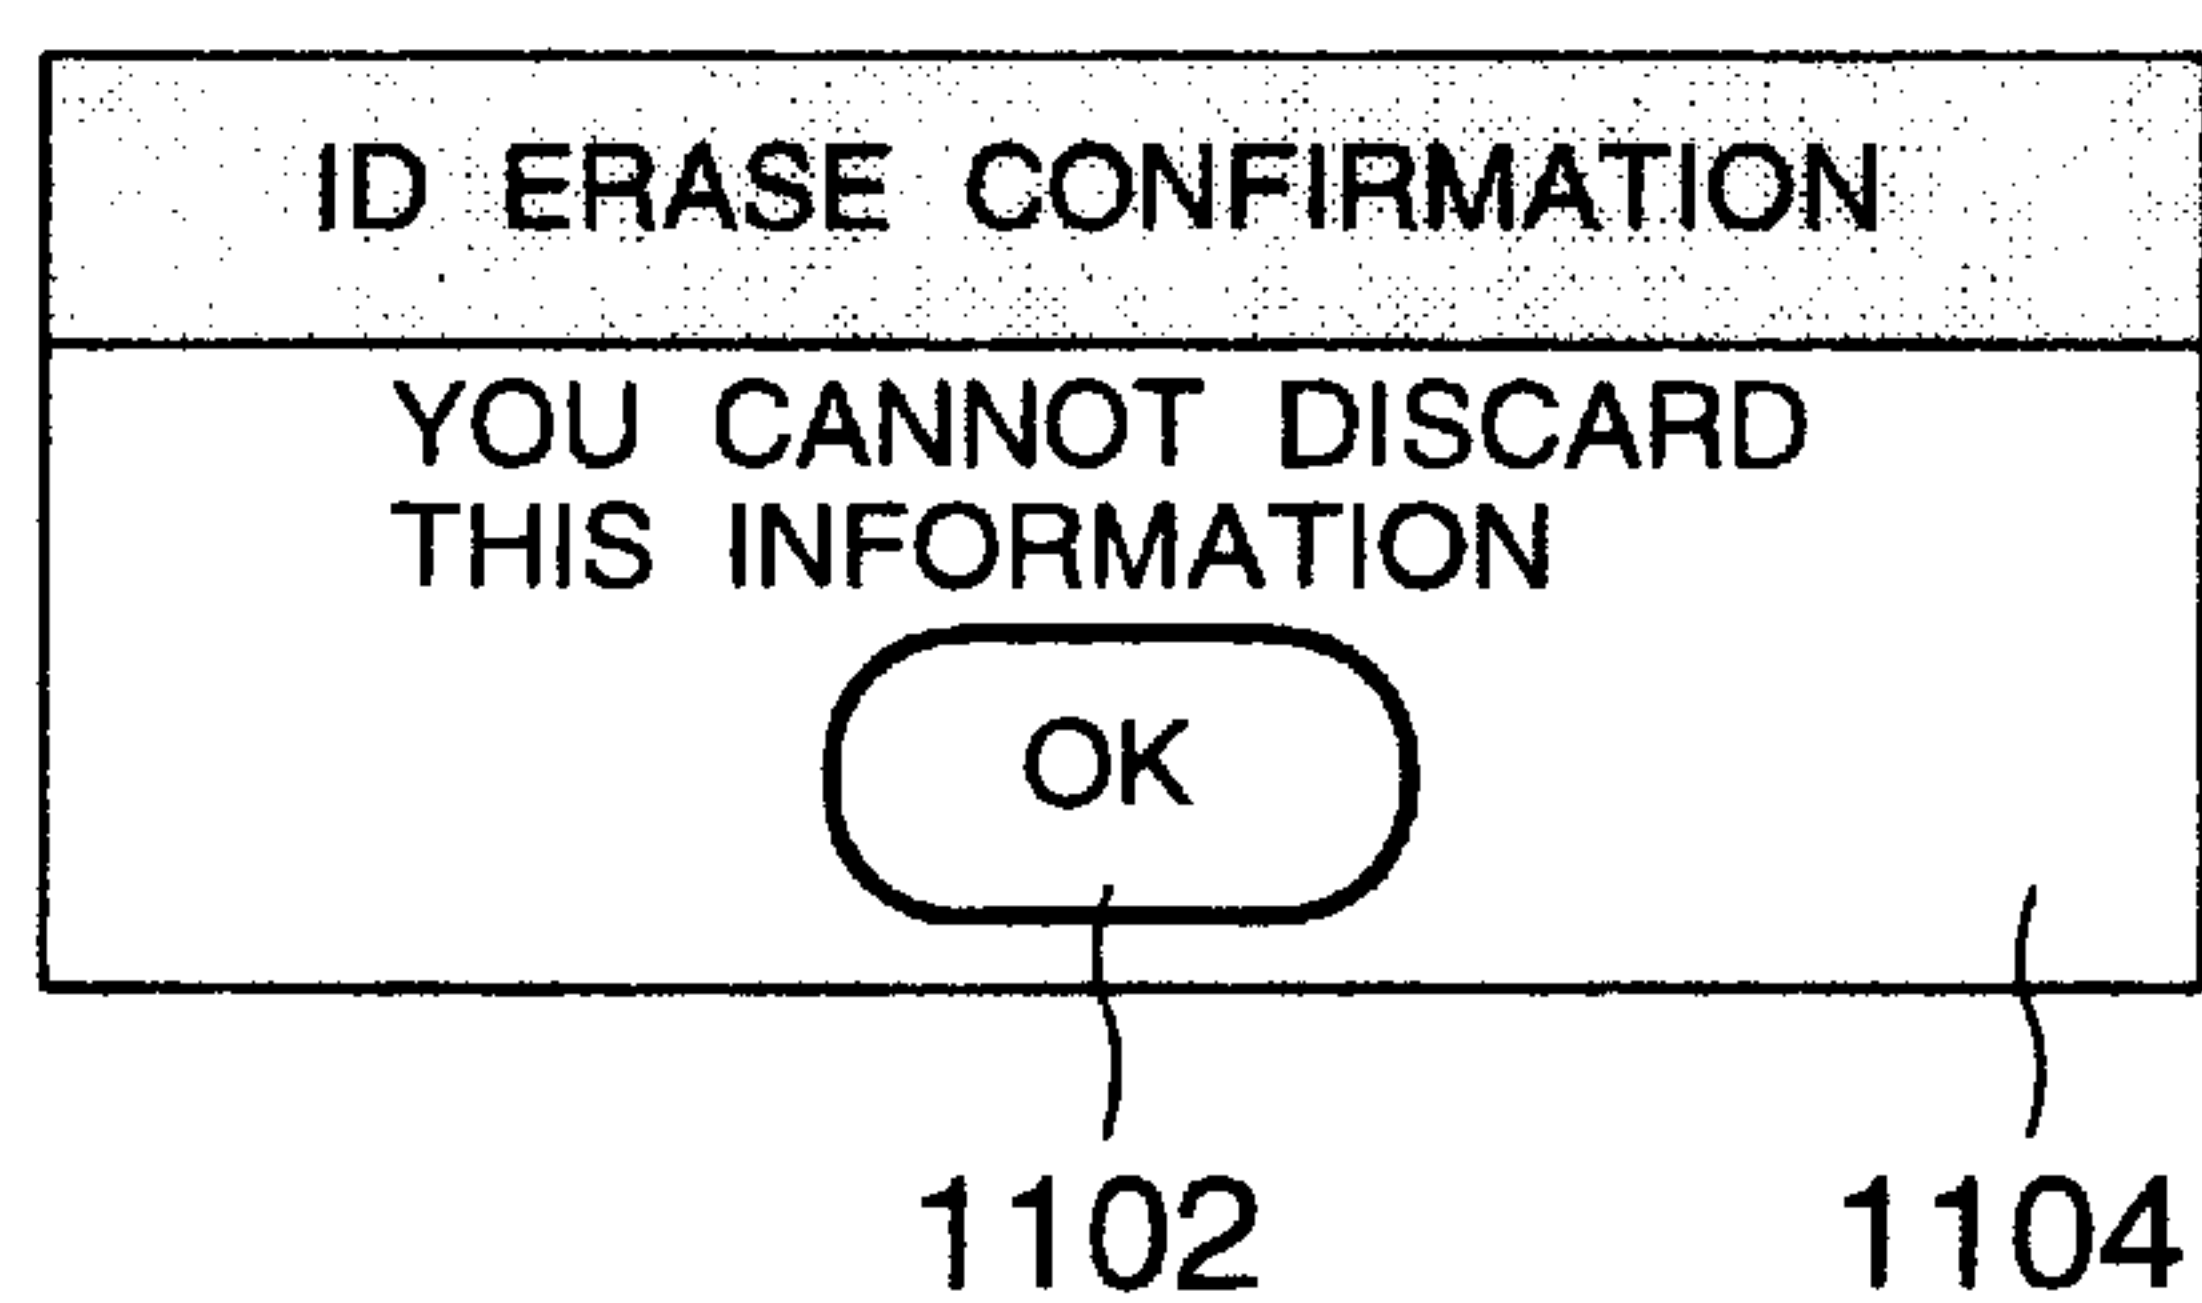 ID ERASE CONFIRMATION
YOU CANNOT DISCARD
THIS INFORMATION
OK
1102 1104